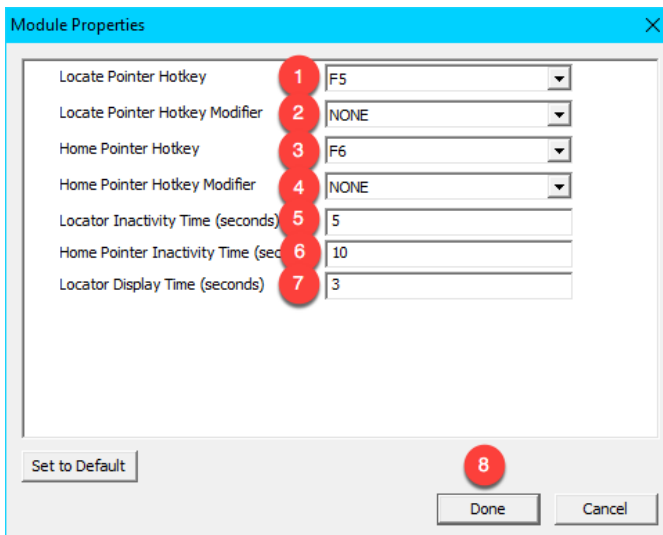 Module Properties
Locate Pointer Hotkey 1 F5
Locate Pointer Hotkey Modifier 2 NONE
Home Pointer Hotkey 3 F6
Home Pointer Hotkey Modifier 4 NONE
Locator Inactivity Time (seconds) 5 5
Home Pointer Inactivity Time (sec 6 10
Locator Display Time (seconds) 7 3
Set to Default
8
Done Cancel